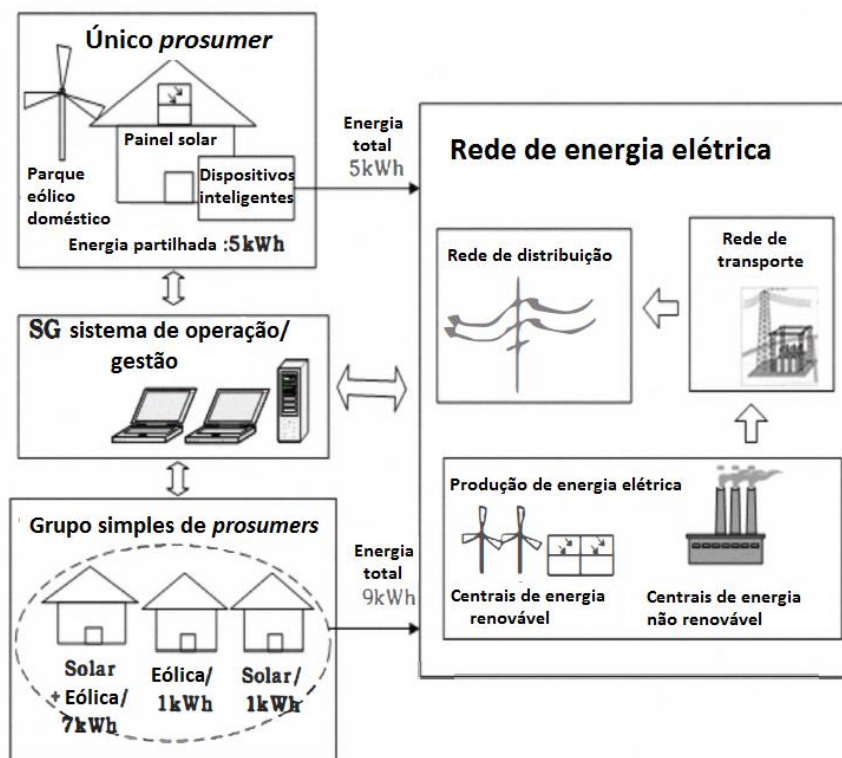 Único prosumer
Painel solar
Parque
eólico
doméstico
Dispositivos
inteligentes
Energia partilhada :5kWh
Energia
total
5kWh
SG sistema de operação/
gestão
Grupo simples de prosumers
Solar
+ Eólica/
7kWh
Eólica/
1kWh
Solar/
1kWh
Energia
total
9kWh
Rede de energia elétrica
Rede de distribuição
Rede de
transporte
Produção de energia elétrica
Centrais de energia
renovável
Centrais de energia
não renovável